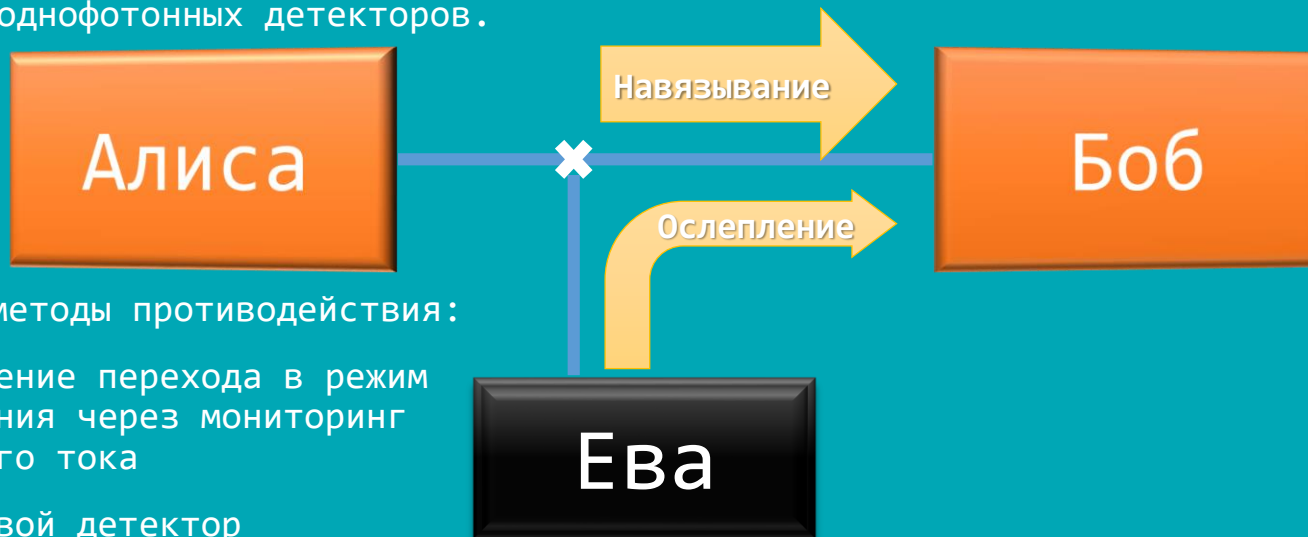 однофотонных детекторов.
Навязывание
Алиса
Боб
Ослепление
методы противодействия:
ение перехода в режим
ния через мониторинг
го тока
Ева
вой детектор